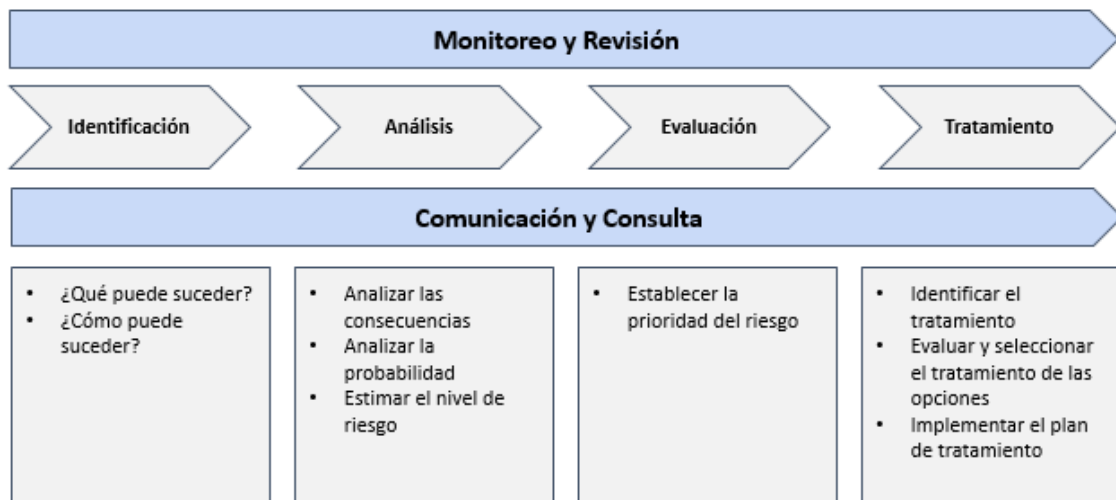 Monitoreo y Revisión
Identificación
Análisis
Evaluación
Tratamiento
Comunicación y Consulta
• ¿Qué puede suceder?
• ¿Cómo puede
suceder?
• Analizar las
consecuencias
• Analizar la
probabilidad
• Estimar el nivel de
riesgo
• Establecer la
prioridad del riesgo
• Identificar el
tratamiento
• Evaluar y seleccionar
el tratamiento de las
opciones
• Implementar el plan
de tratamiento